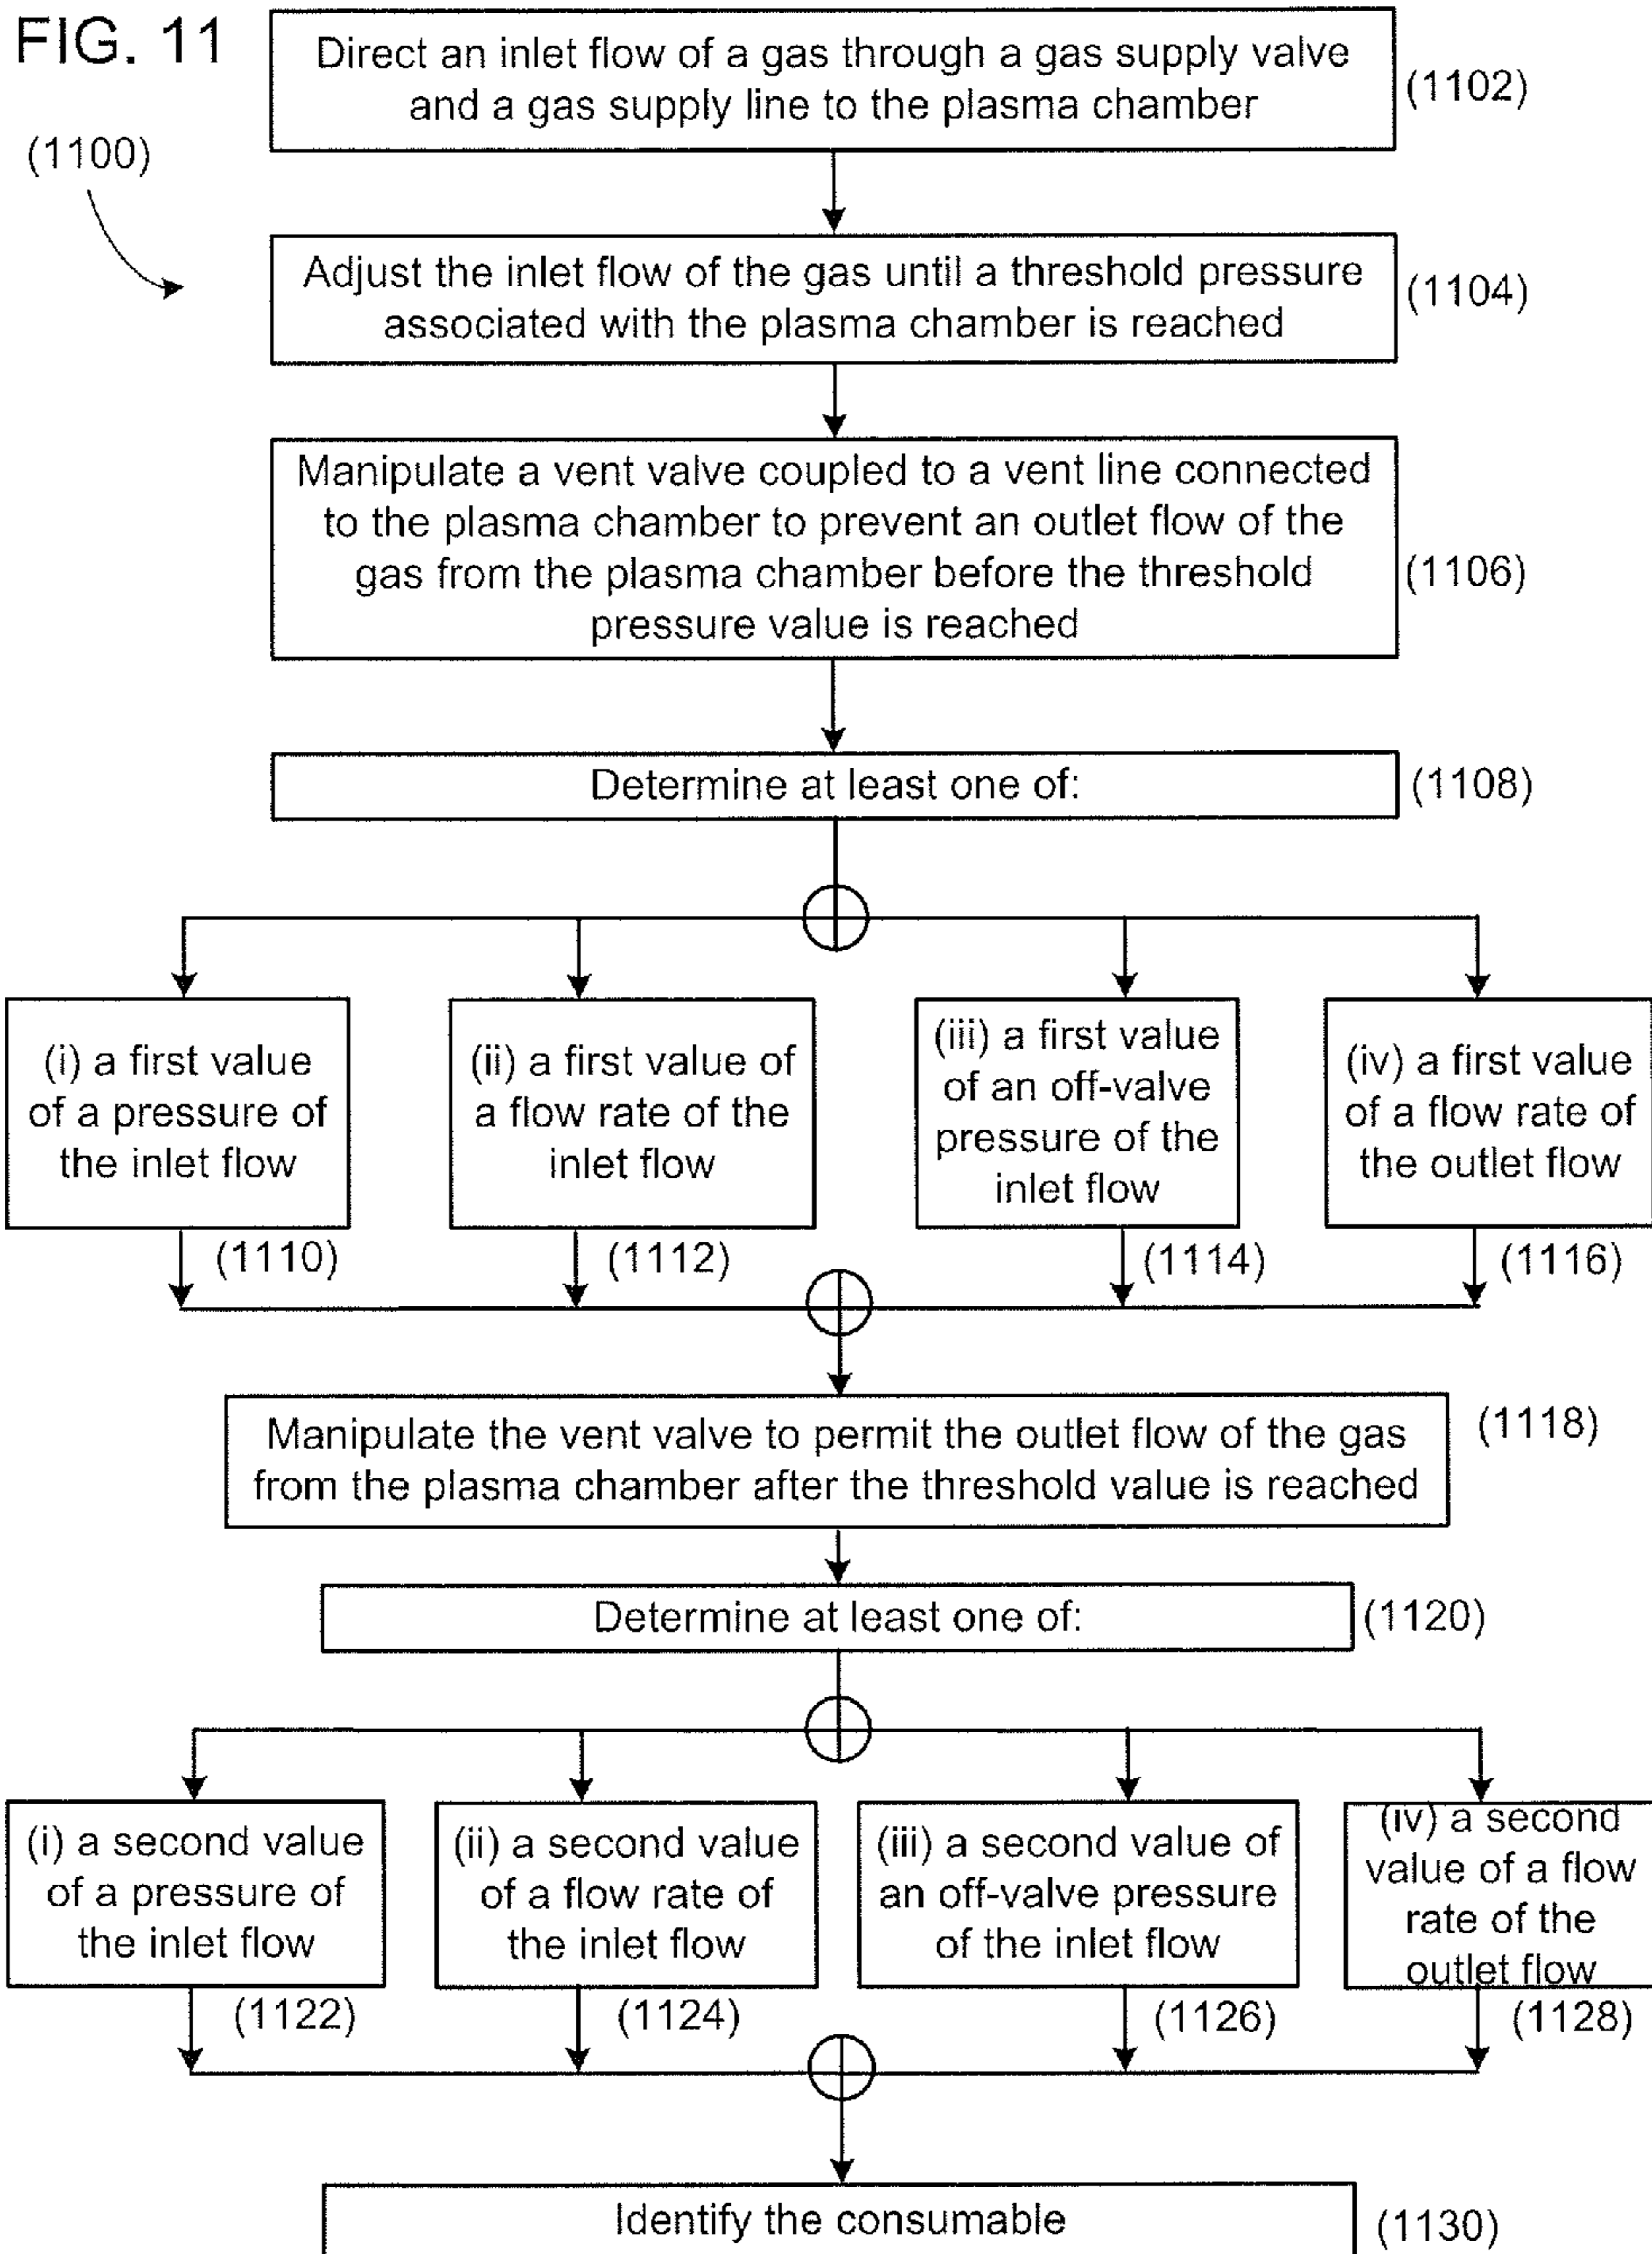 FIG. 11
Direct an inlet flow of a gas through a gas supply valve
and a gas supply line to the plasma chamber
(1102)
(1100)
Adjust the inlet flow of the gas until a threshold pressure
associated with the plasma chamber is reached
(1104)
Manipulate a vent valve coupled to a vent line connected
to the plasma chamber to prevent an outlet flow of the
gas from the plasma chamber before the threshold
pressure value is reached
(1106)
Determine at least one of:
(1108)
(i) a first value
of a pressure of
the inlet flow
(1110)
(ii) a first value of
a flow rate of the
inlet flow
(1112)
(iii) a first value
of an off-valve
pressure of the
inlet flow
(1114)
(iv) a first value
of a flow rate of
the outlet flow
(1116)
Manipulate the vent valve to permit the outlet flow of the gas
from the plasma chamber after the threshold value is reached
(1118)
Determine at least one of:
(1120)
(i) a second value
of a pressure of
the inlet flow
(1122)
(ii) a second value
of a flow rate of
the inlet flow
(1124)
(iii) a second value of
an off-valve pressure
of the inlet flow
(1126)
(iv) a second
value of a flow
rate of the
outlet flow
(1128)
Identify the consumable
(1130)